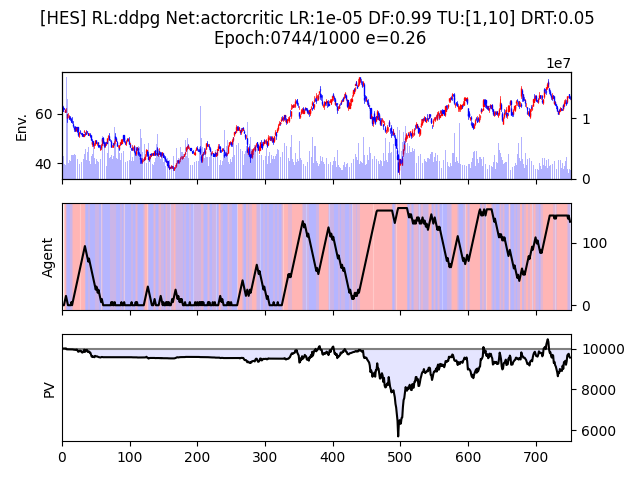 [HES] RL:ddpg Net:actorcritic LR:1e-05 DF:0.99 TU:[1,10] DRT:0.05
Epoch:0744/1000 e=0.26
1e7
Env.
60
40
1
0
Agent
100
0
PV
10000
8000
6000
0 100 200 300 400 500 600 700